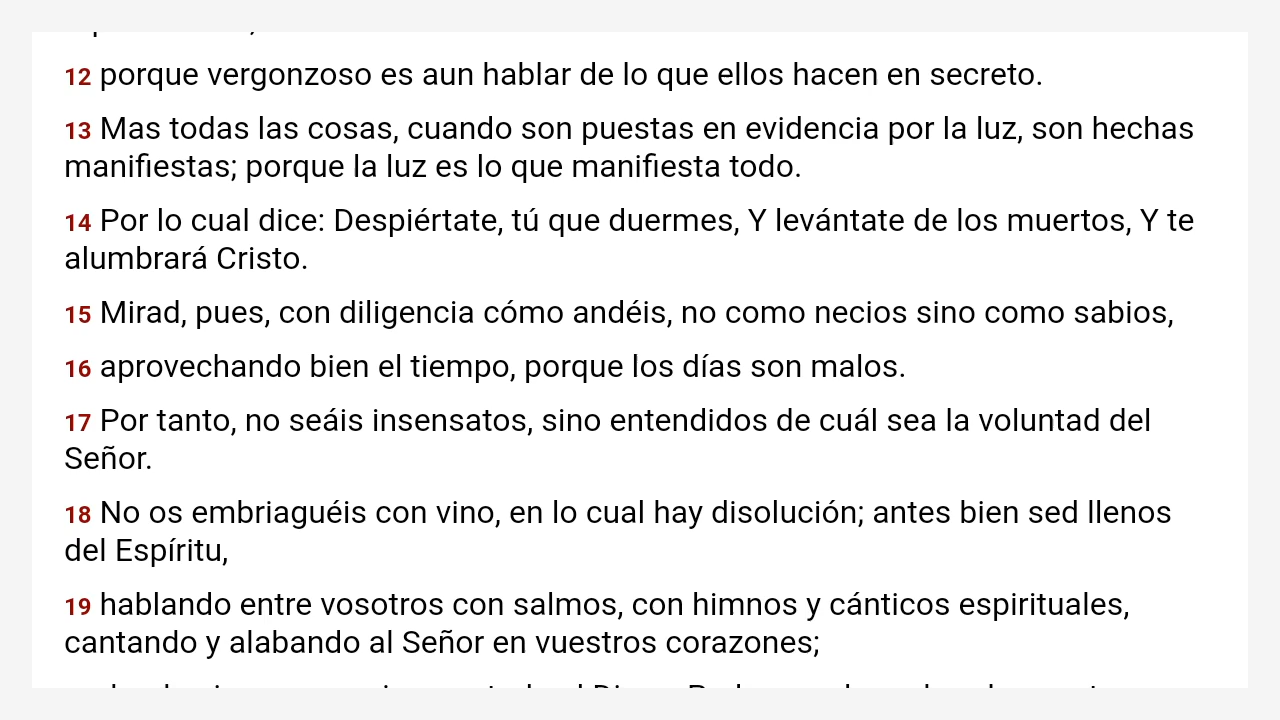 12 porque vergonzoso es aun hablar de lo que ellos hacen en secreto.
13 Mas todas las cosas, cuando son puestas en evidencia por la luz, son hechas
manifiestas; porque la luz es lo que manifiesta todo.
14 Por lo cual dice: Despiértate, tú que duermes, Y levántate de los muertos, Y te
alumbrará Cristo.
15 Mirad, pues, con diligencia cómo andéis, no como necios sino como sabios,
16 aprovechando bien el tiempo, porque los días son malos.
17 Por tanto, no seáis insensatos, sino entendidos de cuál sea la voluntad del
Señor.
18 No os embriaguéis con vino, en lo cual hay disolución; antes bien sed llenos
del Espíritu,
19 hablando entre vosotros con salmos, con himnos y cánticos espirituales,
cantando y alabando al Señor en vuestros corazones;